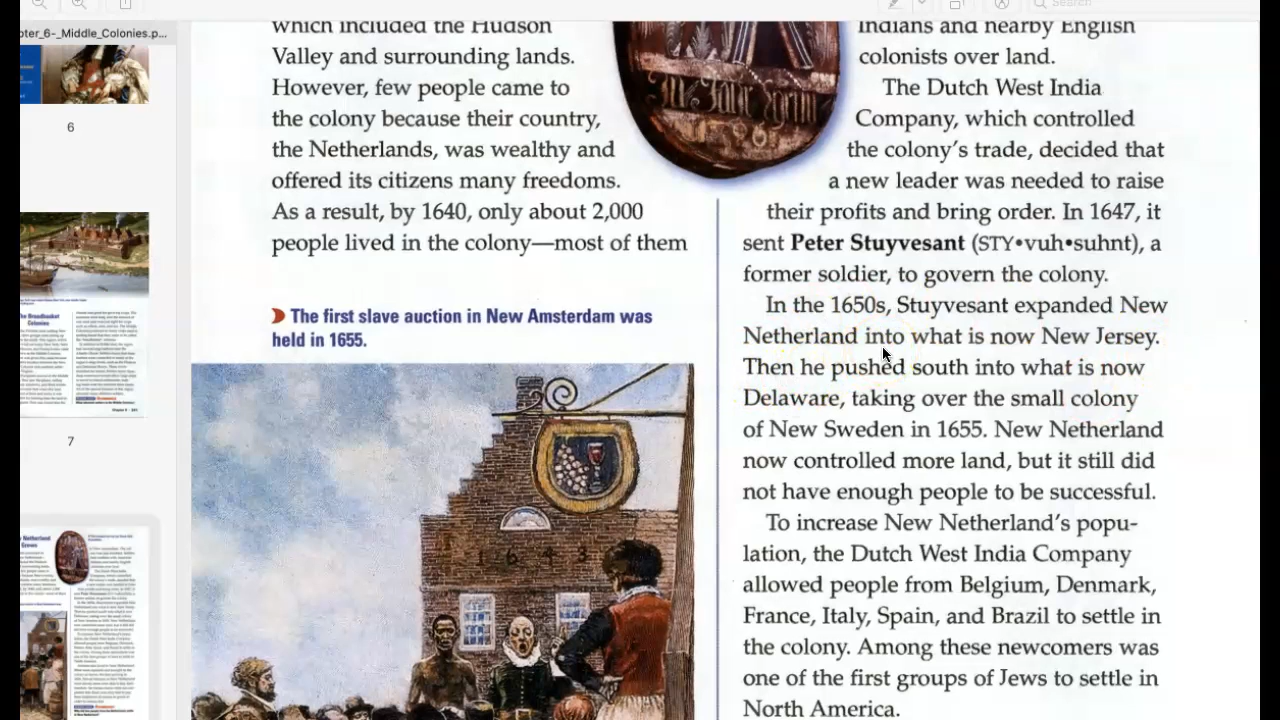 Search
pter_6-_Middle_Colonies.p...
6
7
which included the Hudson
Valley and surrounding lands.
However, few people came to
the colony because their country,
the Netherlands, was wealthy and
offered its citizens many freedoms.
As a result, by 1640, only about 2,000
people lived in the colony—most of them
The first slave auction in New Amsterdam was
held in 1655.
Indians and nearby English
colonists over land.
The Dutch West India
Company, which controlled
the colony's trade, decided that
a new leader was needed to raise
their profits and bring order. In 1647, it
sent Peter Stuyvesant (STY•vuh•suhnt), a
former soldier, to govern the colony.
In the 1650s, Stuyvesant expanded New
Netherland into what is now New Jersey.
Then he pushed south into what is now
Delaware, taking over the small colony
of New Sweden in 1655. New Netherland
now controlled more land, but it still did
not have enough people to be successful.
To increase New Netherland's popu-
lation, the Dutch West India Company
allowed people from Belgium, Denmark,
France, Italy, Spain, and Brazil to settle in
the colony. Among these newcomers was
one of the first groups of Jews to settle in
North America.